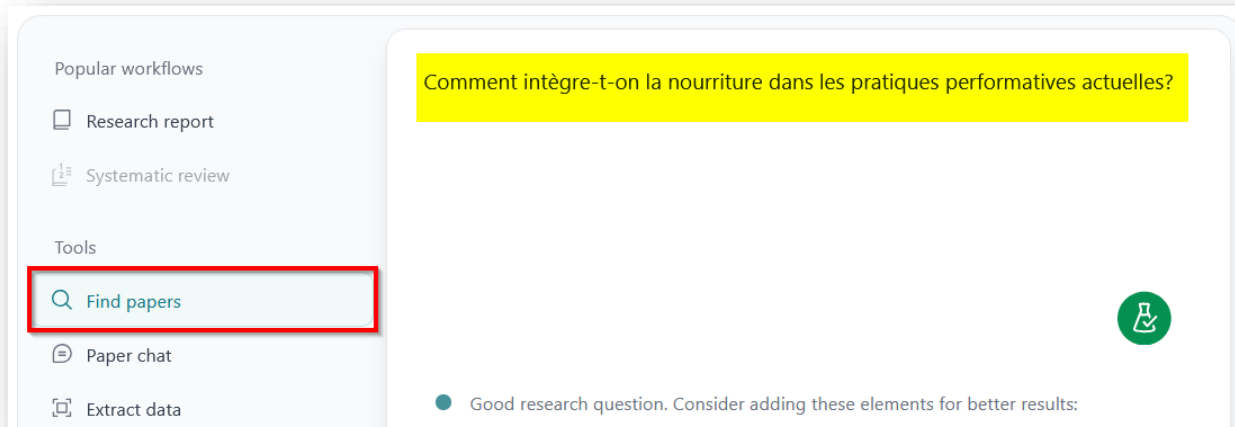 Popular workflows
Research report
Systematic review
Tools
Find papers
Paper chat
Extract data
Comment intègre-t-on la nourriture dans les pratiques performatives actuelles?
Good research question. Consider adding these elements for better results: